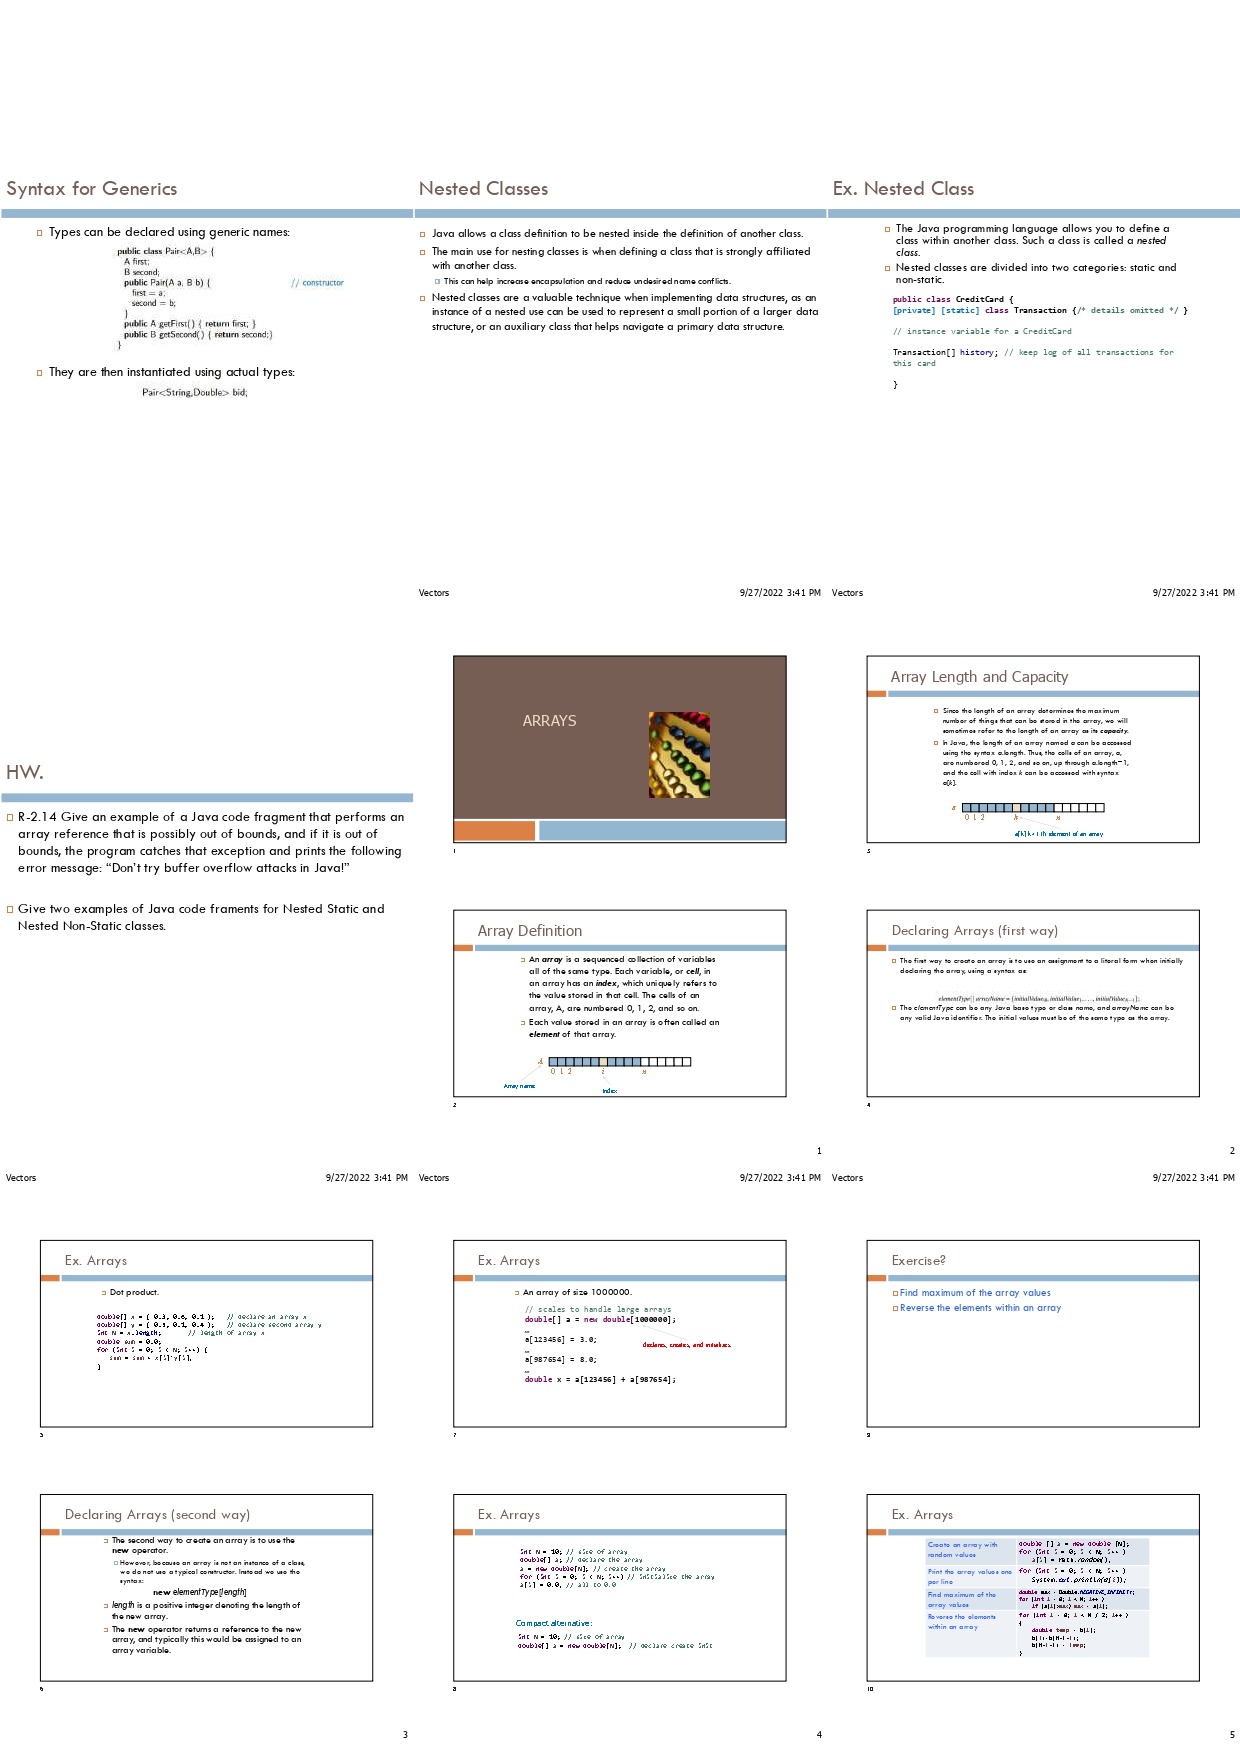 Syntax for Generics
Types can be declared using generic names:
public class Pair<A,B> {
A first;
B second;
public Pair(A a, B b) { // constructor
first = a;
second = b;
}
public A getFirst() { return first; }
public B getSecond() { return second;}
}
They are then instantiated using actual types:
Pair<String,Double> bid;
Nested Classes
Java allows a class definition to be nested inside the definition of another class.
The main use for nesting classes is when defining a class that is strongly affiliated
with another class.
This can help increase encapsulation and reduce undesired name conflicts.
Nested classes are a valuable technique when implementing data structures, as an
instance of a nested use can be used to represent a small portion of a larger data
structure, or an auxiliary class that helps navigate a primary data structure.
Ex. Nested Class
The Java programming language allows you to define a
class within another class. Such a class is called a nested
class.
Nested classes are divided into two categories: static and
non-static.
public class CreditCard {
[private] [static] class Transaction {/* details omitted */ }
// instance variable for a CreditCard
Transaction[] history; // keep log of all transactions for
this card
}
HW.
R-2.14 Give an example of a Java code fragment that performs an
array reference that is possibly out of bounds, and if it is out of
bounds, the program catches that exception and prints the following
error message: “Don't try buffer overflow attacks in Java!”
Give two examples of Java code framents for Nested Static and
Nested Non-Static classes.
Vectors 9/27/2022 3:41 PM
ARRAYS
1
Array Definition
An array is a sequenced collection of variables
all of the same type. Each variable, or cell, in
an array has an index, which uniquely refers to
the value stored in that cell. The cells of an
array, A, are numbered 0, 1, 2, and so on.
Each value stored in an array is often called an
element of that array.
A
0 1 2 i n
Array name
index
2
1
Vectors 9/27/2022 3:41 PM
Array Length and Capacity
Since the length of an array determines the maximum
number of things that can be stored in the array, we will
sometimes refer to the length of an array as its capacity.
In Java, the length of an array named a can be accessed
using the syntax a.length. Thus, the cells of an array, a,
are numbered 0, 1, 2, and so on, up through a.length−1,
and the cell with index k can be accessed with syntax
a[k].
a
0 1 2 k n
a[k] k+1 th element of an array
3
Declaring Arrays (first way)
The first way to create an array is to use an assignment to a literal form when initially
declaring the array, using a syntax as:
elementType[] arrayName = {initialValue0, initialValue1, . . . , initialValueN−1};
The elementType can be any Java base type or class name, and arrayName can be
any valid Java identifier. The initial values must be of the same type as the array.
4
2
Vectors 9/27/2022 3:41 PM
Ex. Arrays
Dot product.
double[] x = { 0.3, 0.6, 0.1 }; // declare an array x
double[] y = { 0.5, 0.1, 0.4 }; // declare second array y
int N = x.length; // length of array x
double sum = 0.0;
for (int i = 0; i < N; i++) {
sum = sum + x[i]*y[i];
}
5
Declaring Arrays (second way)
The second way to create an array is to use the
new operator.
However, because an array is not an instance of a class,
we do not use a typical constructor. Instead we use the
syntax:
new elementType[length]
length is a positive integer denoting the length of
the new array.
The new operator returns a reference to the new
array, and typically this would be assigned to an
array variable.
6
3
Vectors 9/27/2022 3:41 PM
Ex. Arrays
An array of size 1000000.
// scales to handle large arrays
double[] a = new double[1000000];
…
a[123456] = 3.0;
…
a[987654] = 8.0;
…
double x = a[123456] + a[987654];
declares, creates, and initializes.
7
Ex. Arrays
int N = 10; // size of array
double[] a; // declare the array
a = new double[N]; // create the array
for (int i = 0; i < N; i++) // initialize the array
a[i] = 0.0; // all to 0.0
Compact alternative:
int N = 10; // size of array
double[] a = new double[N]; // declare create init
8
4
Vectors 9/27/2022 3:41 PM
Exercise?
Find maximum of the array values
Reverse the elements within an array
9
Ex. Arrays
Create an array with
random values
double [] a = new double [N];
for (int i = 0; i < N; i++ )
a[i] = Math.random();
Print the array values one
per line
for (int i = 0; i < N; i++ )
System.out.println(a[i]);
Find maximum of the
array values
double max = Double.NEGATIVE_INFINITY;
for (int i = 0; i < N; i++ )
if (a[i]>max) max = a[i];
Reverse the elements
within an array
for (int i = 0; i < N / 2; i++ )
{
double temp = b[i];
b[i]=b[N-i-1];
b[N-i-1] = temp;
}
10
5